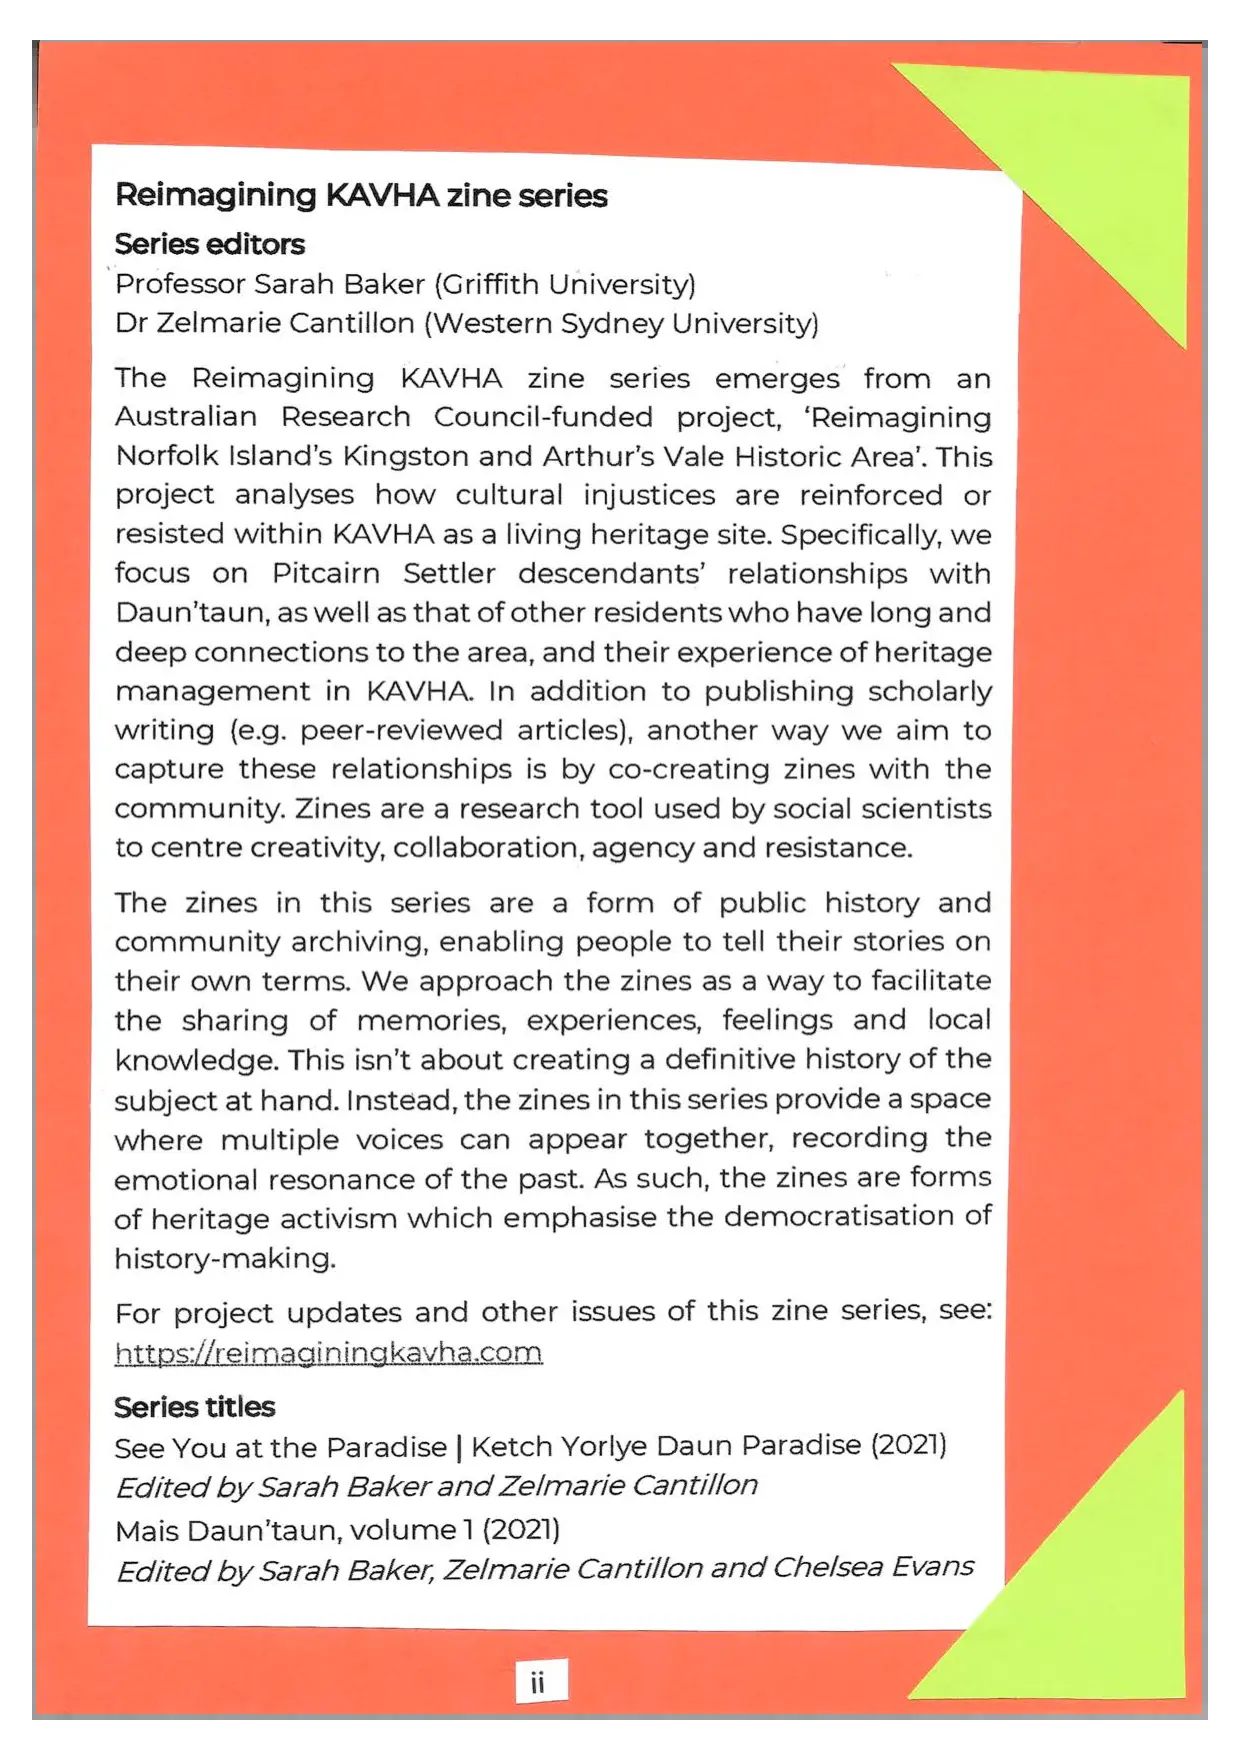 Reimagining KAVHA zine series
Series editors
Professor Sarah Baker (Griffith University)
Dr Zelmarie Cantillon (Western Sydney University)
The Reimagining KAVHA zine series emerges from an
Australian Research Council-funded project, ‘Reimagining
Norfolk Island’s Kingston and Arthur’s Vale Historic Area’. This
project analyses how cultural injustices are reinforced or
resisted within KAVHA as a living heritage site. Specifically, we
focus on Pitcairn Settler descendants’ relationships with
Daun’taun, as well as that of other residents who have long and
deep connections to the area, and their experience of heritage
management in KAVHA. In addition to publishing scholarly
writing (e.g. peer-reviewed articles), another way we aim to
capture these relationships is by co-creating zines with the
community. Zines are a research tool used by social scientists
to centre creativity, collaboration, agency and resistance.
The zines in this series are a form of public history and
community archiving, enabling people to tell their stories on
their own terms. We approach the zines as a way to facilitate
the sharing of memories, experiences, feelings and local
knowledge. This isn’t about creating a definitive history of the
subject at hand. Instead, the zines in this series provide a space
where multiple voices can appear together, recording the
emotional resonance of the past. As such, the zines are forms
of heritage activism which emphasise the democratisation of
history-making.
For project updates and other issues of this zine series, see:
https://reimaginingkavha.com
Series titles
See You at the Paradise | Ketch Yorlye Daun Paradise (2021)
Edited by Sarah Baker and Zelmarie Cantillon
Mais Daun’taun, volume 1 (2021)
Edited by Sarah Baker, Zelmarie Cantillon and Chelsea Evans
ii